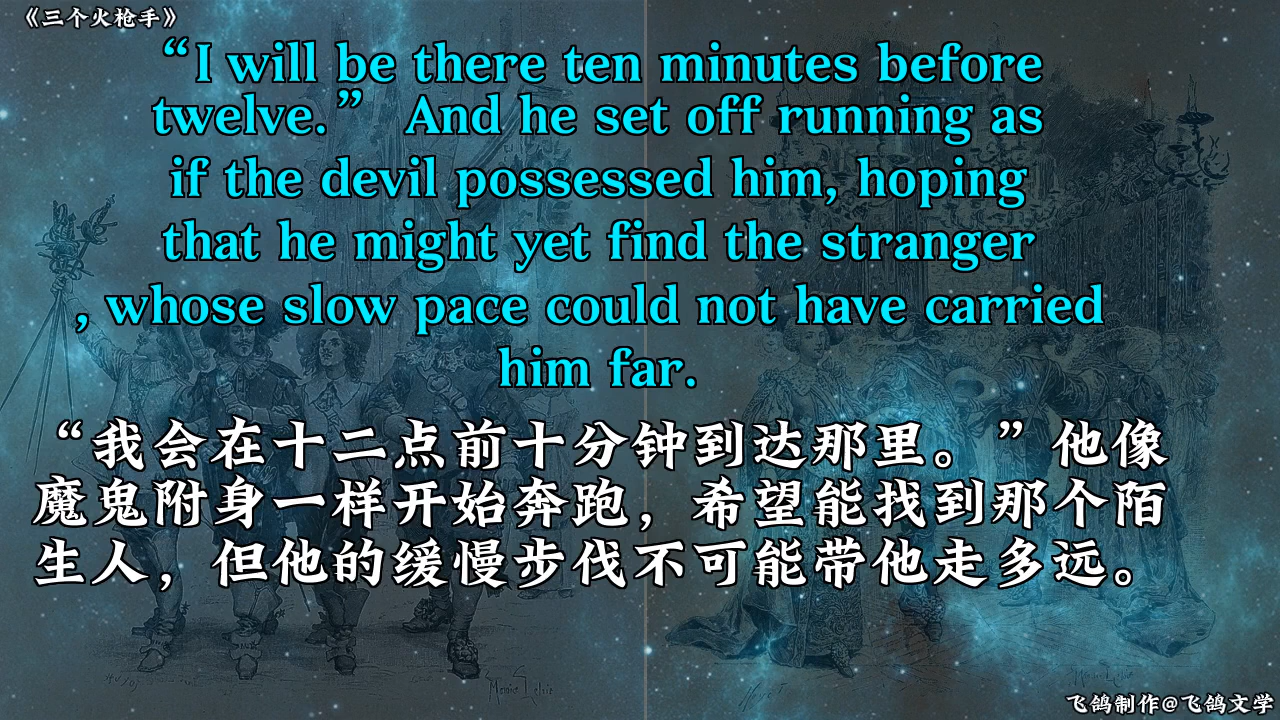 《三个火枪手》
“I will be there ten minutes before
twelve.” And he set off running as
if the devil possessed him, hoping
that he might yet find the stranger
, whose slow pace could not have carried
him far.
“我会在十二点前十分钟到达那里。”他像
魔鬼附身一样开始奔跑，希望能找到那个陌
生人，但他的缓慢步伐不可能带他走多远。
飞鸽制作@飞鸽文学